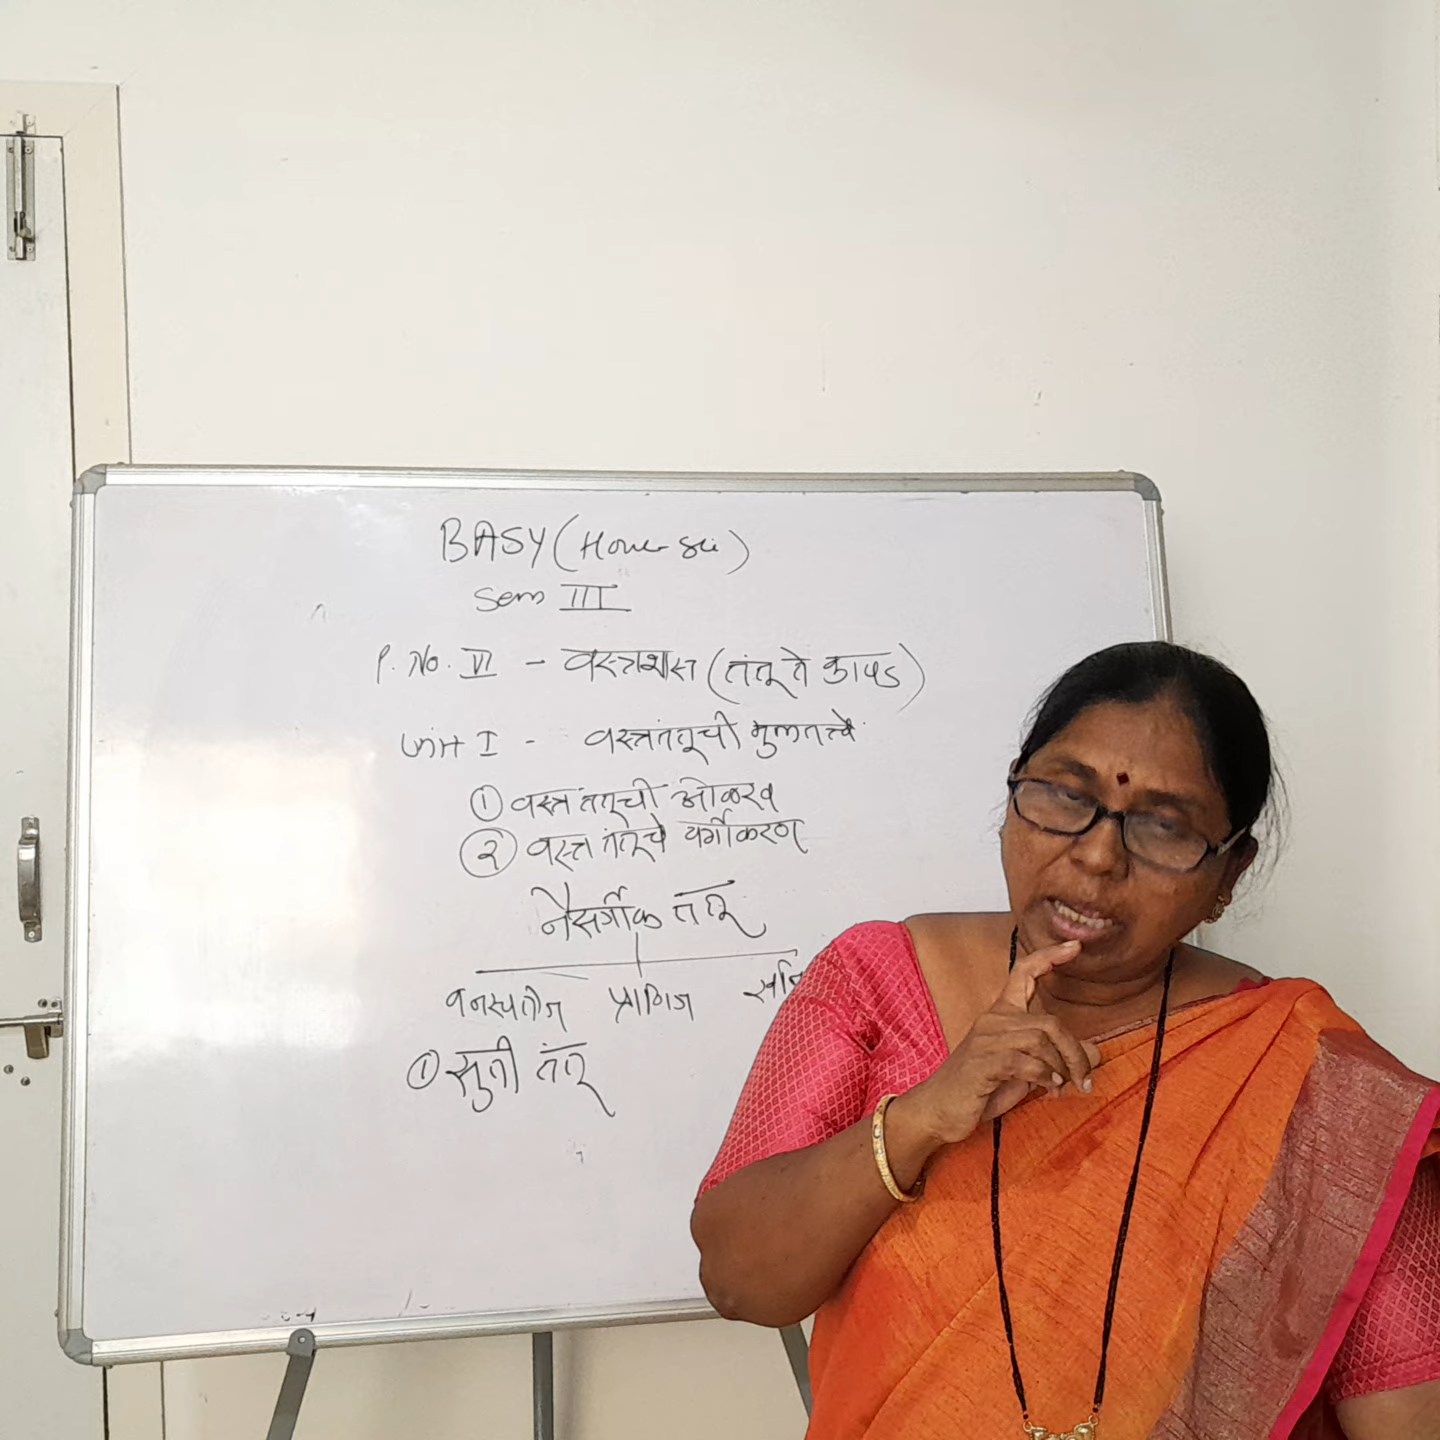 BASY (Home Sci)
Sem III
P. No. VI - वस्त्रशास्त्र (तंतू ते कापड)
Unit I - वस्त्रतंतूची मुलतत्त्वे
① वस्त्र तंतूची ओळख
② वस्त्र तंतूचे वर्गीकरण
नैसर्गीक तंतू
वनस्पतीज प्राणिज खनि
① सुती तंतू